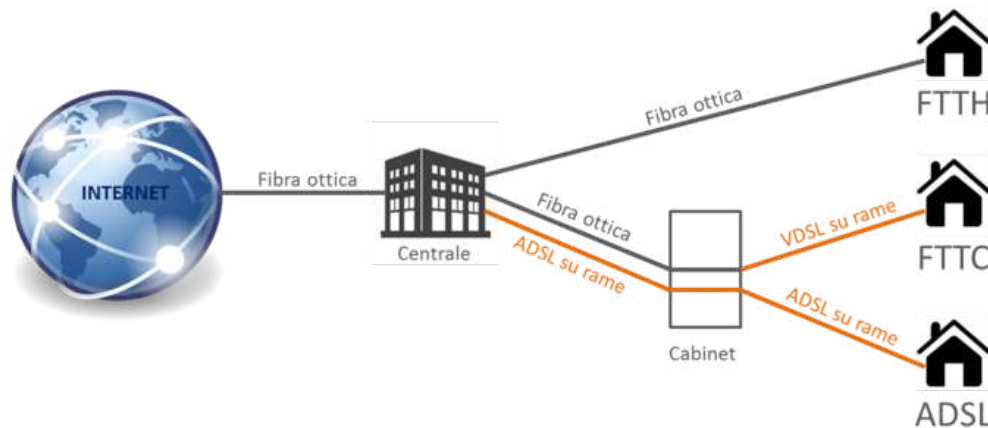 INTERNET
Fibra ottica
Centrale
Fibra ottica
FTTH
Fibra ottica
ADSL su rame
Cabinet
VDSL su rame
FTTC
ADSL su rame
ADSL